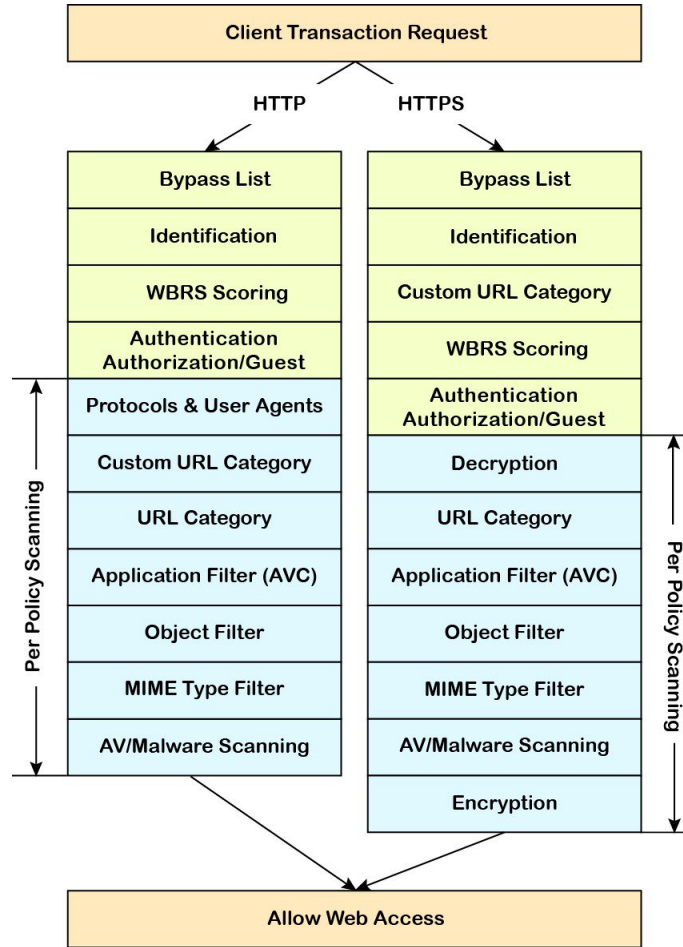 Client Transaction Request
HTTP
HTTPS
Bypass List
Identification
WBRS Scoring
Authentication
Authorization/Guest
Protocols & User Agents
Custom URL Category
URL Category
Application Filter (AVC)
Object Filter
MIME Type Filter
AV/Malware Scanning
Per Policy Scanning
Bypass List
Identification
Custom URL Category
WBRS Scoring
Authentication
Authorization/Guest
Decryption
URL Category
Application Filter (AVC)
Object Filter
MIME Type Filter
AV/Malware Scanning
Encryption
Per Policy Scanning
Allow Web Access